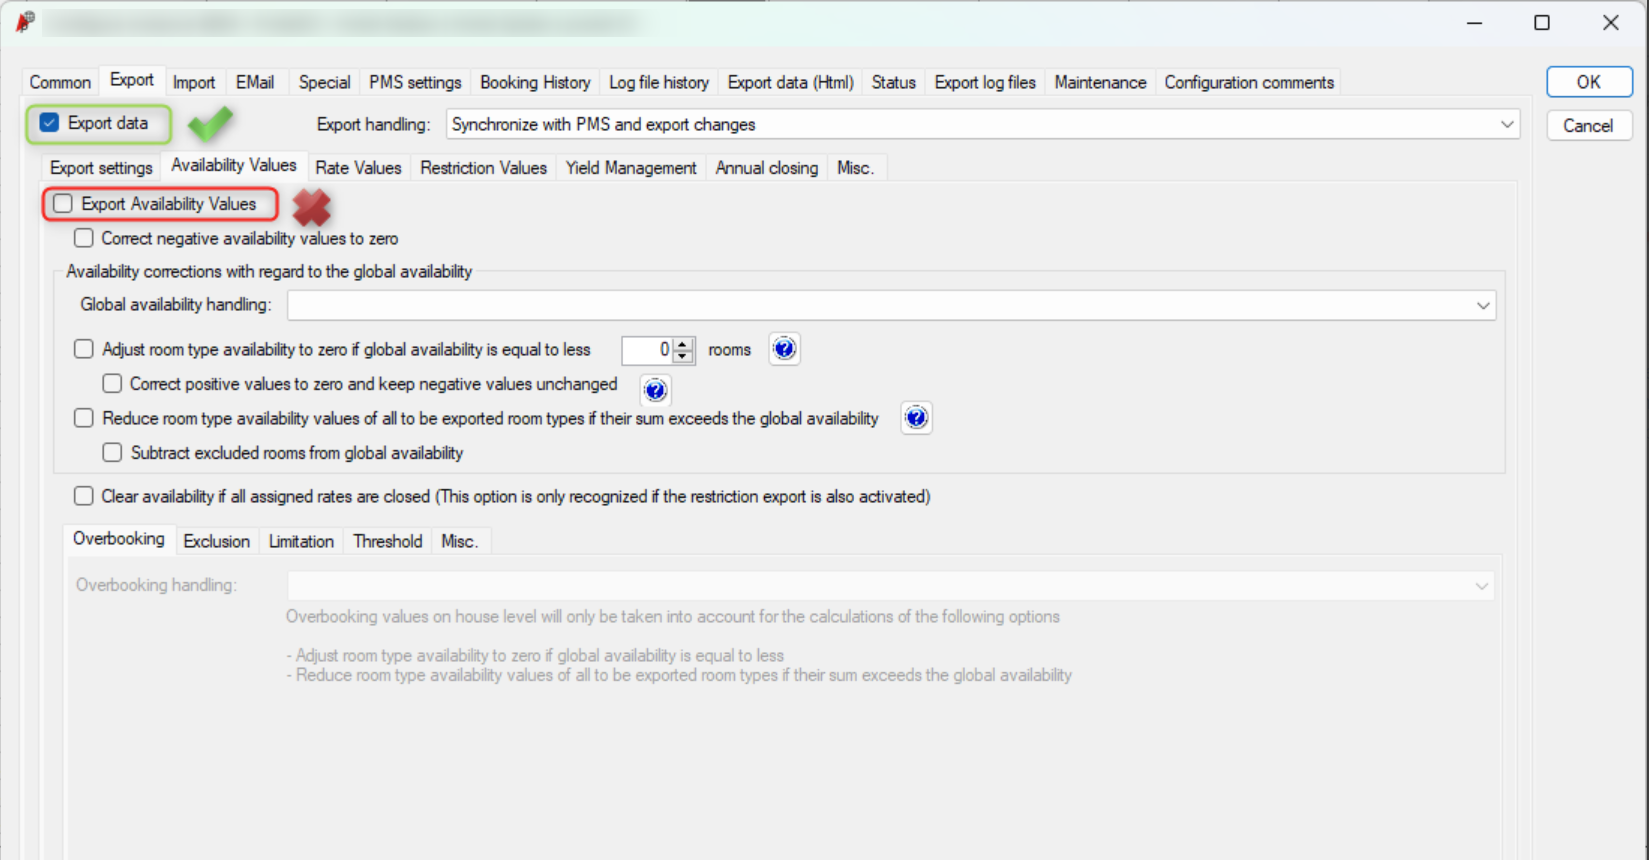 Common Export Import EMail Special PMS settings Booking History Log file history Export data (Html) Status Export log files Maintenance Configuration comments
OK
Export data
Export handling: Synchronize with PMS and export changes
Cancel
Export settings Availability Values Rate Values Restriction Values Yield Management Annual closing Misc.
Export Availability Values
Correct negative availability values to zero
Availability corrections with regard to the global availability
Global availability handling:
Adjust room type availability to zero if global availability is equal to less 0 rooms ?
Correct positive values to zero and keep negative values unchanged ?
Reduce room type availability values of all to be exported room types if their sum exceeds the global availability ?
Subtract excluded rooms from global availability
Clear availability if all assigned rates are closed (This option is only recognized if the restriction export is also activated)
Overbooking Exclusion Limitation Threshold Misc.
Overbooking handling:
Overbooking values on house level will only be taken into account for the calculations of the following options
- Adjust room type availability to zero if global availability is equal to less
- Reduce room type availability values of all to be exported room types if their sum exceeds the global availability